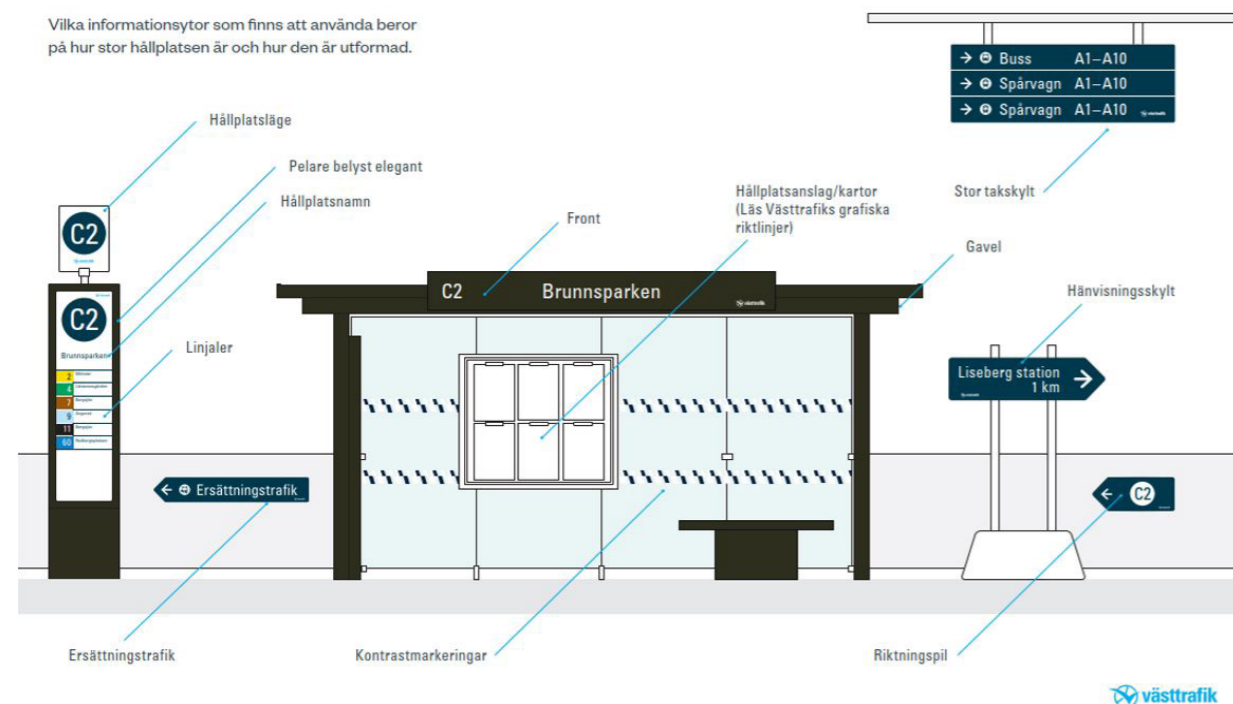 Vilka informationsytor som finns att använda beror
på hur stor hållplatsen är och hur den är utformad.
→ Buss A1–A10
→ Spårvagn A1–A10
→ Spårvagn A1–A10
västtrafik
Hållplatsläge
Pelare belyst elegant
Hållplatsnamn
Front
Hållplatsanslag/kartor
(Läs Västtrafiks grafiska
riktlinjer)
Stor takskylt
Gavel
Hänvisningsskylt
C2
C2
Brunnsparken
2
4
7
9
11
60
Linjaler
C2 Brunnsparken
västtrafik
Liseberg station
1 km →
← Ersättningstrafik
← C2
Ersättningstrafik
Kontrastmarkeringar
Riktningspil
västtrafik